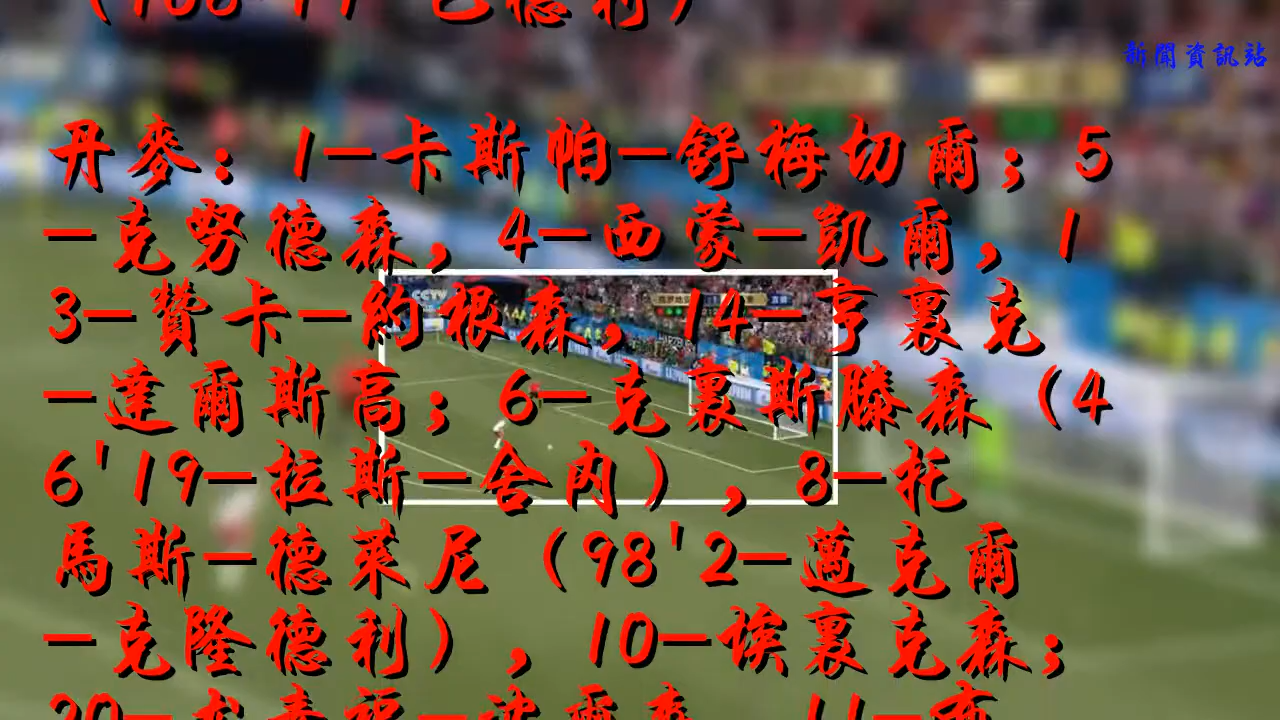 新聞資訊站
丹麥：1-卡斯帕-舒梅切爾；5
-克努德森，4-西蒙-凱爾，1
3-贊卡-約根森，14-亨裏克
-達爾斯高；6-克裏斯滕森（4
6'19-拉斯-舍內），8-托
馬斯-德萊尼（98'2-邁克爾
-克隆德利），10-埃裏克森；
CCTV